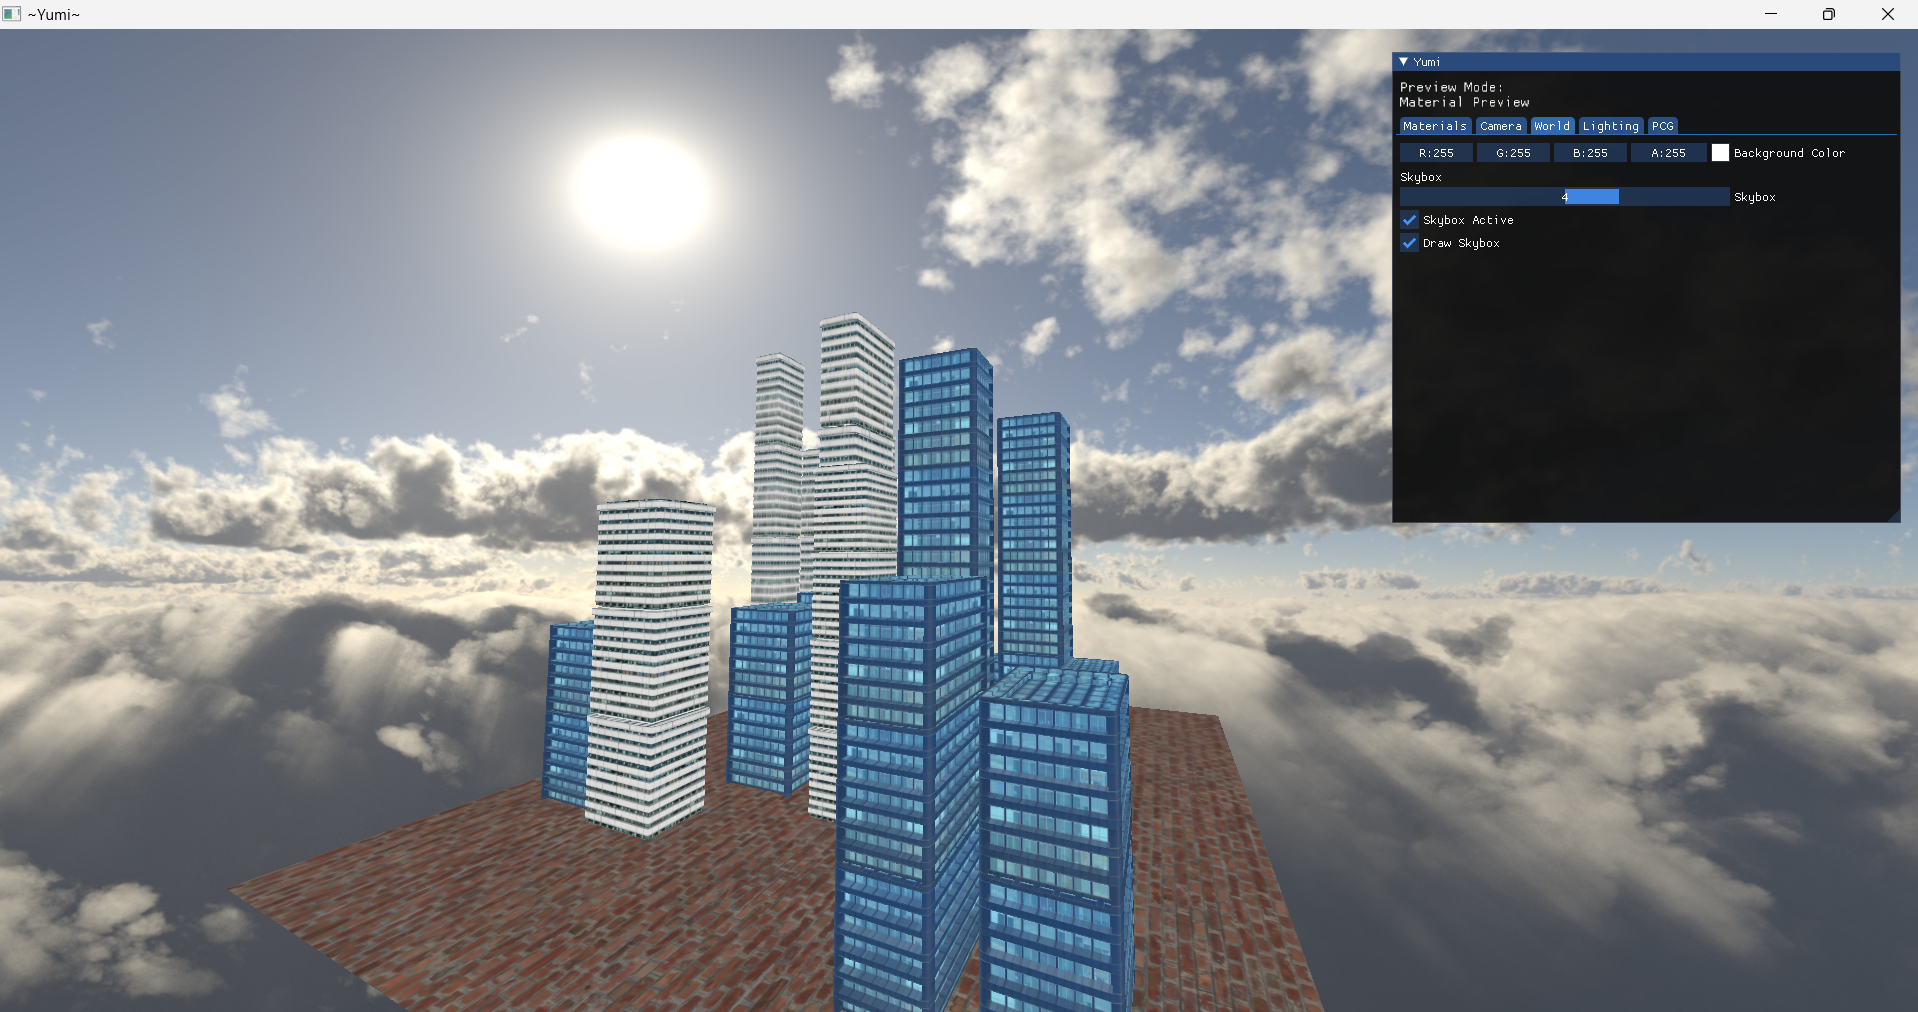 ~Yumi~
Yumi
Preview Mode:
Material Preview
Materials Camera World Lighting PCG
R:255 G:255 B:255 A:255 Background Color
Skybox
4 Skybox
Skybox Active
Draw Skybox